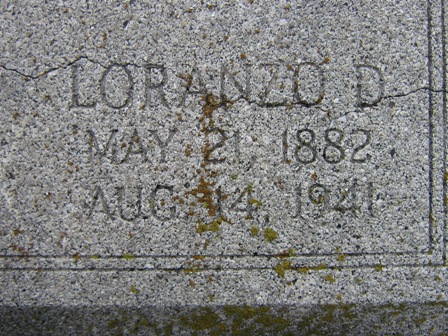 LORANZO D.
MAY 21, 1882
AUG. 14, 1941